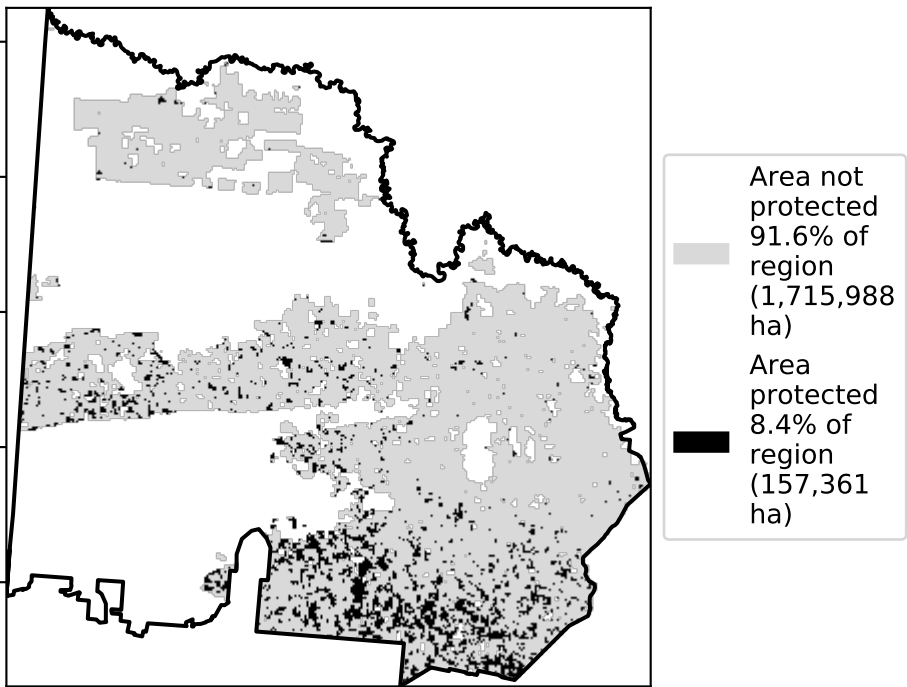 Area not
protected
91.6% of
region
(1,715,988
ha)
Area
protected
8.4% of
region
(157,361
ha)